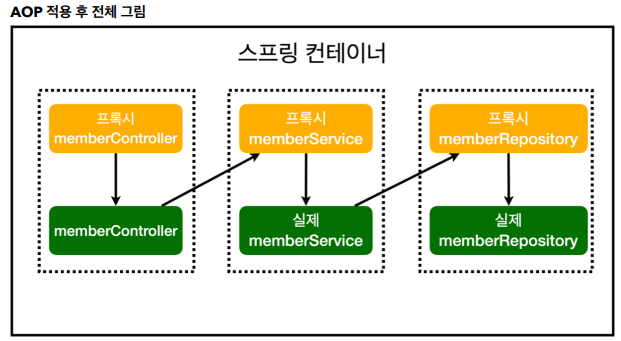 AOP 적용 후 전체 그림
스프링 컨테이너
프록시
memberController
프록시
memberService
프록시
memberRepository
memberController
실제
memberService
실제
memberRepository